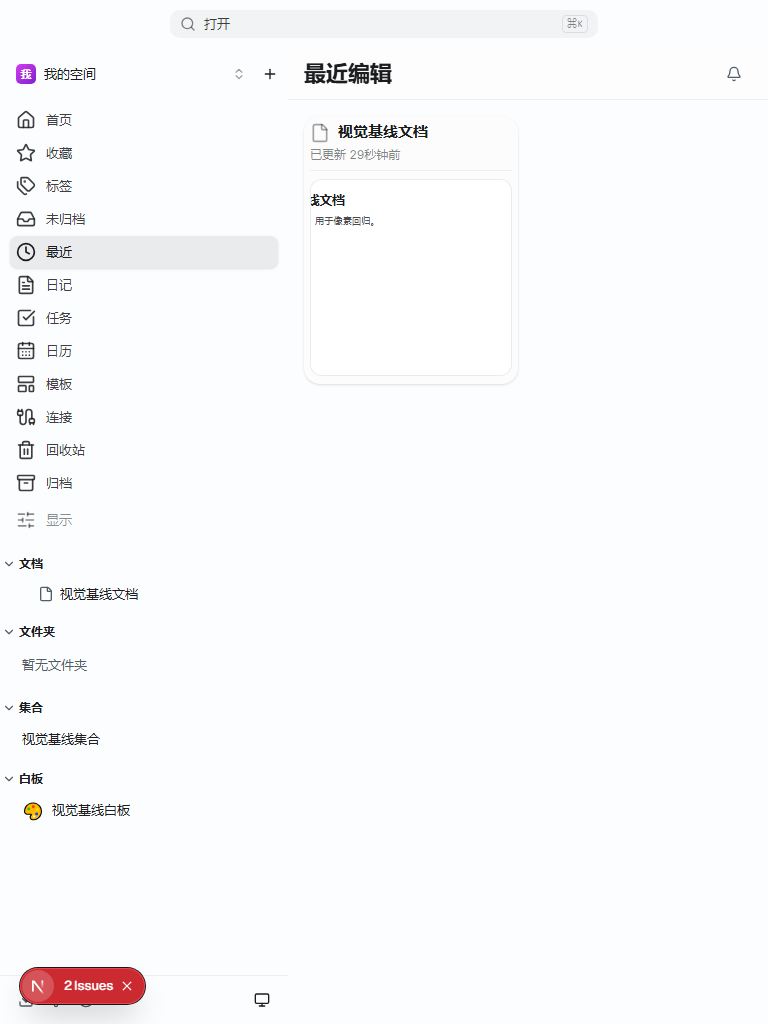 打开
⌘K
我
我的空间
最近编辑
首页
收藏
标签
未归档
最近
日记
任务
日历
模板
连接
回收站
归档
显示
文档
视觉基线文档
文件夹
暂无文件夹
集合
视觉基线集合
白板
视觉基线白板
N
2 Issues
视觉基线文档
已更新 29秒钟前
线文档
用于像素回归。